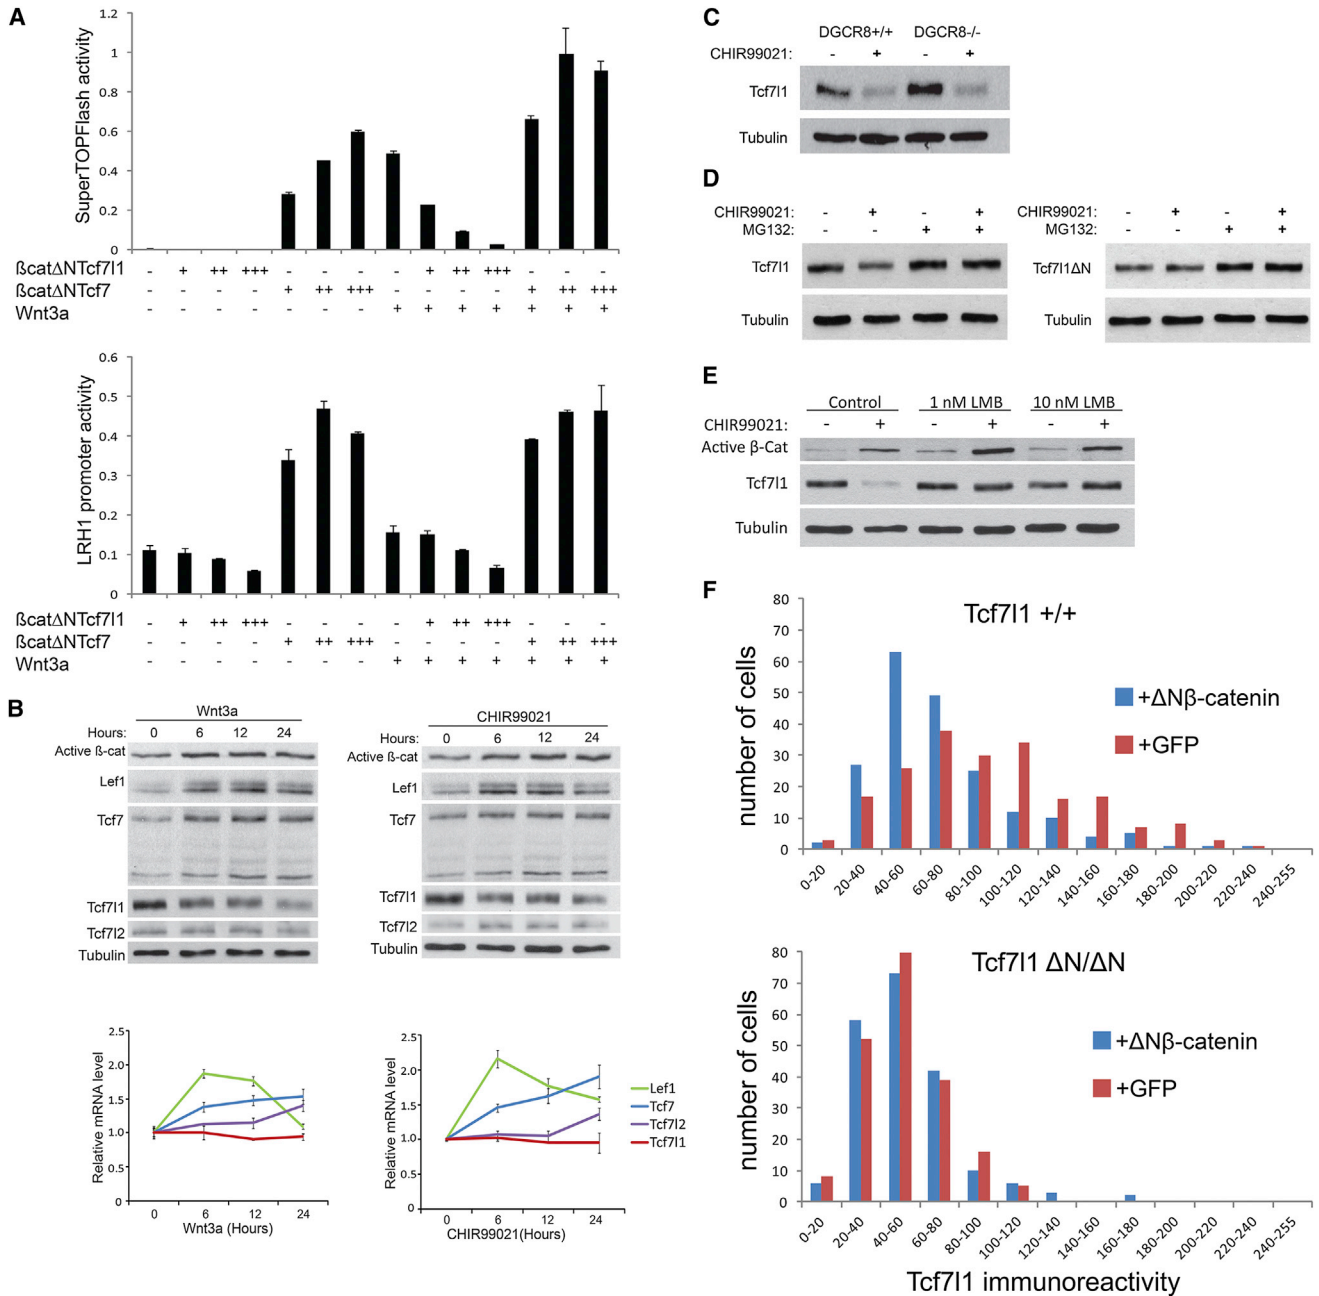 A
SuperTOPFlash activity
1.2
1
0.8
0.6
0.4
0.2
0
ßcatΔNTcf7l1 - + ++ +++ - - - - + ++ +++ - - -
ßcatΔNTcf7 - - - - + ++ +++ - - - - + ++ +++
Wnt3a - - - - - - - + + + + + + +
LRH1 promoter activity
0.6
0.5
0.4
0.3
0.2
0.1
0
ßcatΔNTcf7l1 - + ++ +++ - - - - + ++ +++ - - -
ßcatΔNTcf7 - - - - + ++ +++ - - - - + ++ +++
Wnt3a - - - - - - - + + + + + + +
B
Wnt3a
Hours: 0 6 12 24
Active ß-cat
Lef1
Tcf7
Tcf7l1
Tcf7l2
Tubulin
CHIR99021
Hours: 0 6 12 24
Active ß-cat
Lef1
Tcf7
Tcf7l1
Tcf7l2
Tubulin
Relative mRNA level
2.5
2.0
1.5
1.0
0.5
0
0 6 12 24
Wnt3a (Hours)
Relative mRNA level
2.5
2.0
1.5
1.0
0.5
0
0 6 12 24
CHIR99021(Hours)
Lef1
Tcf7
Tcf7l2
Tcf7l1
C
DGCR8+/+ DGCR8-/-
CHIR99021: - + - +
Tcf7l1
Tubulin
D
CHIR99021: - + - +
MG132: - - + +
Tcf7l1
Tubulin
CHIR99021: - + - +
MG132: - - + +
Tcf7l1ΔN
Tubulin
E
Control 1 nM LMB 10 nM LMB
CHIR99021: - + - + - +
Active β-Cat
Tcf7l1
Tubulin
F
Tcf7l1 +/+
number of cells
80
70
60
50
40
30
20
10
0
+ΔNβ-catenin
+GFP
0-20 20-40 40-60 60-80 80-100 100-120 120-140 140-160 160-180 180-200 200-220 220-240 240-255
Tcf7l1 ΔN/ΔN
number of cells
80
70
60
50
40
30
20
10
0
+ΔNβ-catenin
+GFP
0-20 20-40 40-60 60-80 80-100 100-120 120-140 140-160 160-180 180-200 200-220 220-240 240-255
Tcf7l1 immunoreactivity